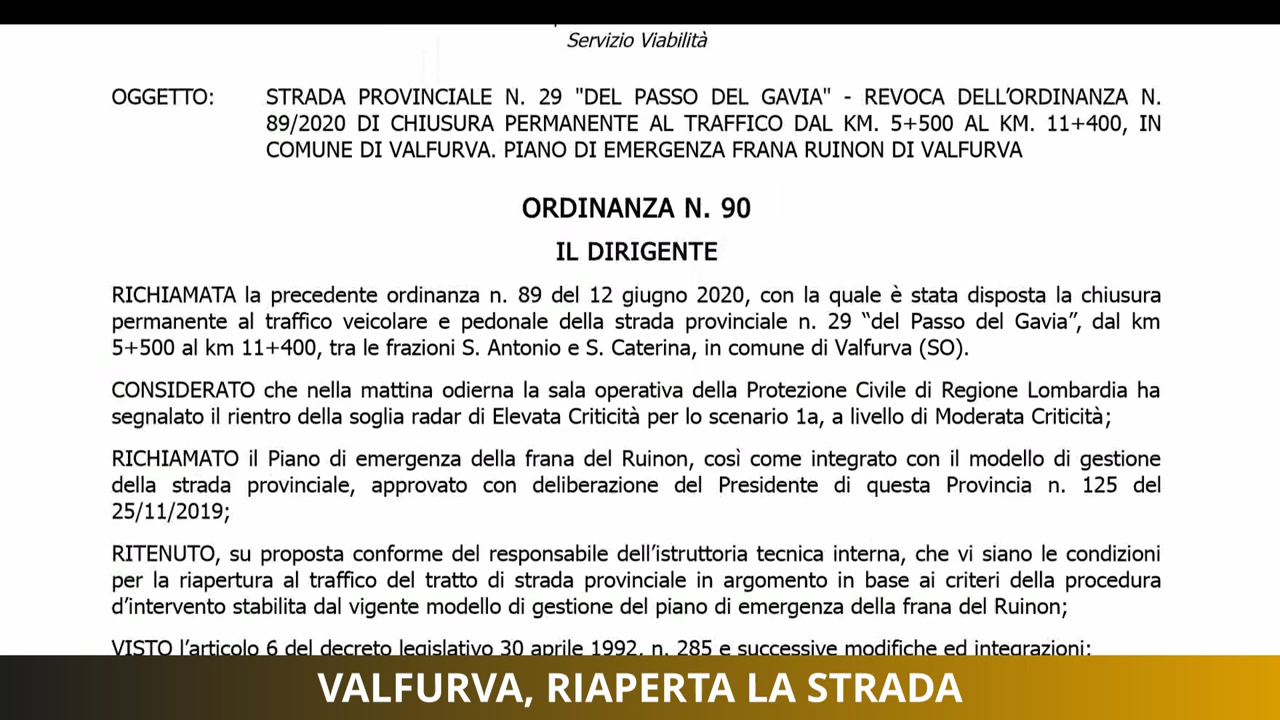 Servizio Viabilità
OGGETTO: STRADA PROVINCIALE N. 29 "DEL PASSO DEL GAVIA" - REVOCA DELL'ORDINANZA N.
89/2020 DI CHIUSURA PERMANENTE AL TRAFFICO DAL KM. 5+500 AL KM. 11+400, IN
COMUNE DI VALFURVA. PIANO DI EMERGENZA FRANA RUINON DI VALFURVA
ORDINANZA N. 90
IL DIRIGENTE
RICHIAMATA la precedente ordinanza n. 89 del 12 giugno 2020, con la quale è stata disposta la chiusura
permanente al traffico veicolare e pedonale della strada provinciale n. 29 “del Passo del Gavia”, dal km
5+500 al km 11+400, tra le frazioni S. Antonio e S. Caterina, in comune di Valfurva (SO).
CONSIDERATO che nella mattina odierna la sala operativa della Protezione Civile di Regione Lombardia ha
segnalato il rientro della soglia radar di Elevata Criticità per lo scenario 1a, a livello di Moderata Criticità;
RICHIAMATO il Piano di emergenza della frana del Ruinon, così come integrato con il modello di gestione
della strada provinciale, approvato con deliberazione del Presidente di questa Provincia n. 125 del
25/11/2019;
RITENUTO, su proposta conforme del responsabile dell’istruttoria tecnica interna, che vi siano le condizioni
per la riapertura al traffico del tratto di strada provinciale in argomento in base ai criteri della procedura
d’intervento stabilita dal vigente modello di gestione del piano di emergenza della frana del Ruinon;
VISTO l’articolo 6 del decreto legislativo 30 aprile 1992, n. 285 e successive modifiche ed integrazioni;
VALFURVA, RIAPERTA LA STRADA